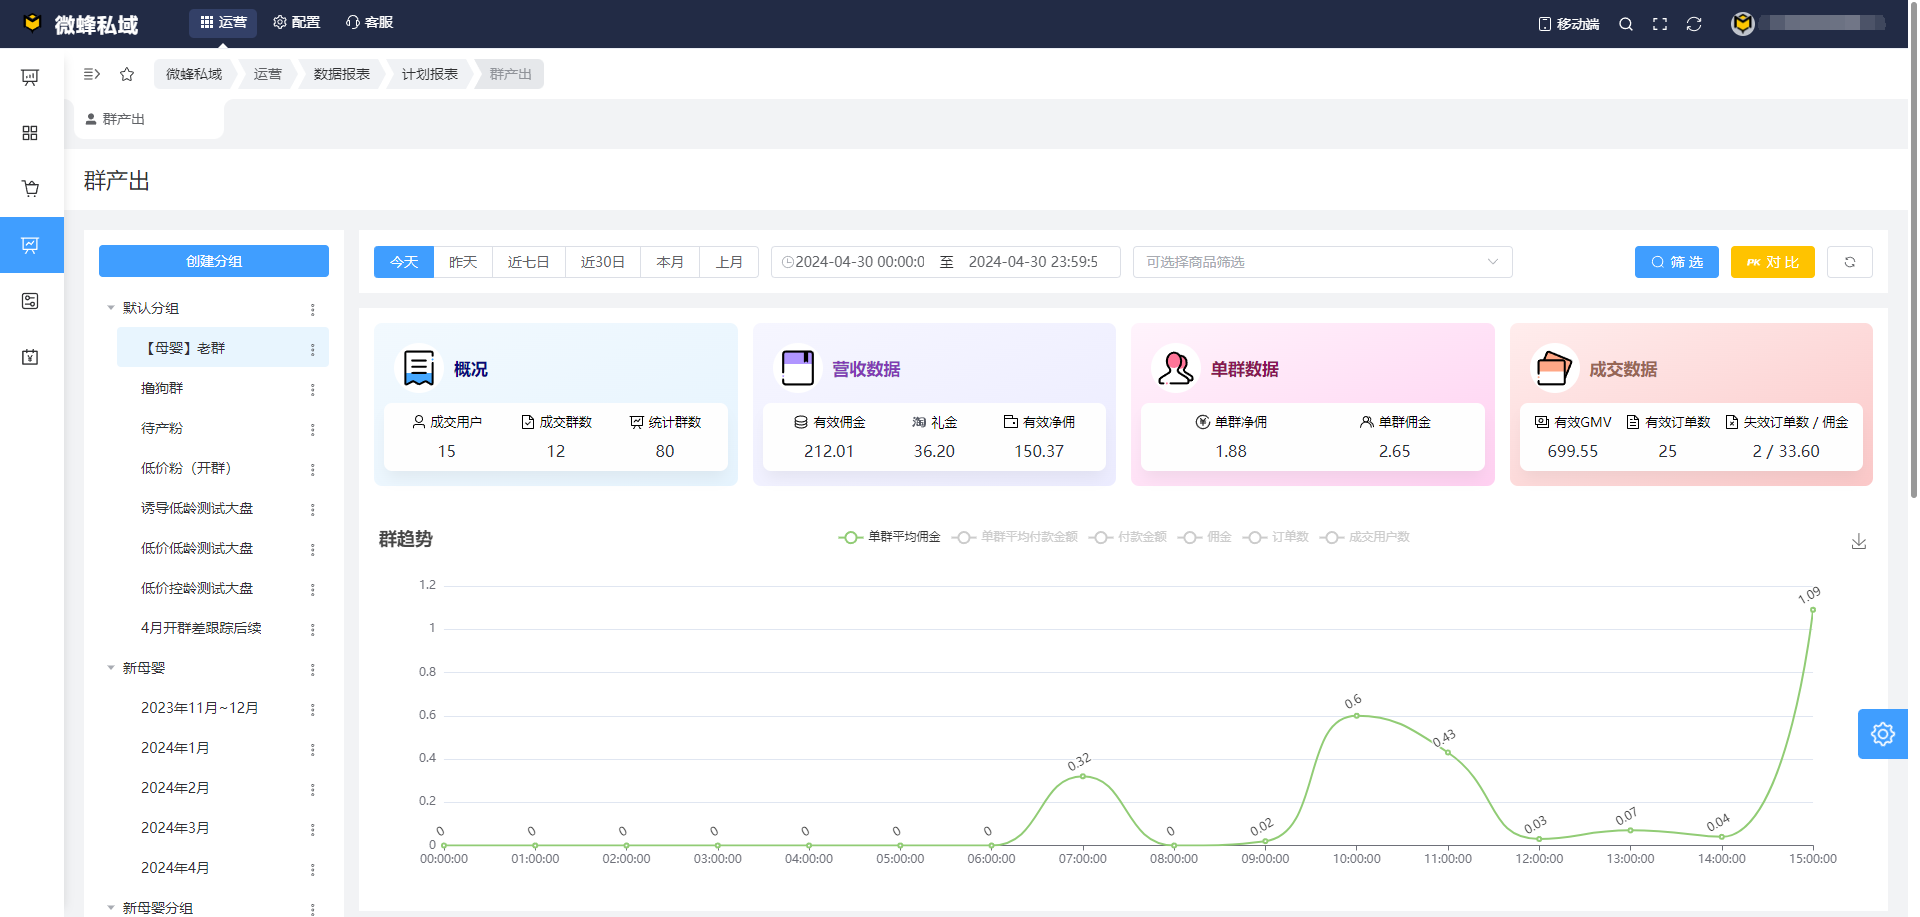 微蜂私域 运营 配置 客服 移动端
微蜂私域 运营 数据报表 计划报表 群产出
群产出
群产出
创建分组
默认分组
【母婴】老群
撸狗群
待产粉
低价粉（开群）
诱导低龄测试大盘
低价低龄测试大盘
低价控龄测试大盘
4月开群差跟踪后续
新母婴
2023年11月~12月
2024年1月
2024年2月
2024年3月
2024年4月
新母婴分组
今天 昨天 近七日 近30日 本月 上月 2024-04-30 00:00:0 至 2024-04-30 23:59:5 可选择商品筛选 筛 选 PK 对 比
概况
成交用户 成交群数 统计群数
15 12 80
营收数据
有效佣金 礼金 有效净佣
212.01 36.20 150.37
单群数据
单群净佣 单群佣金
1.88 2.65
成交数据
有效GMV 有效订单数 失效订单数 / 佣金
699.55 25 2 / 33.60
群趋势
单群平均佣金 单群平均付款金额 付款金额 佣金 订单数 成交用户数
1.2
1
0.8
0.6
0.4
0.2
0
0 0 0 0 0 0 0 0.32 0 0.02 0.6 0.43 0.03 0.07 0.04 1.09
00:00:00 01:00:00 02:00:00 03:00:00 04:00:00 05:00:00 06:00:00 07:00:00 08:00:00 09:00:00 10:00:00 11:00:00 12:00:00 13:00:00 14:00:00 15:00:00